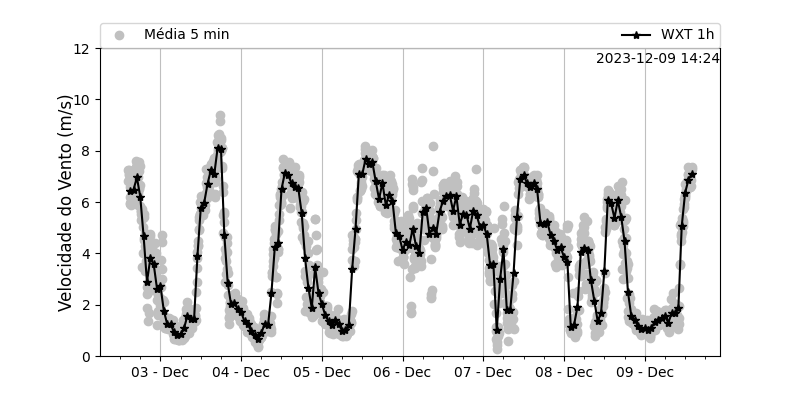 Média 5 min
WXT 1h
2023-12-09 14:24
Velocidade do Vento (m/s)
12
10
8
6
4
2
0
03 - Dec
04 - Dec
05 - Dec
06 - Dec
07 - Dec
08 - Dec
09 - Dec